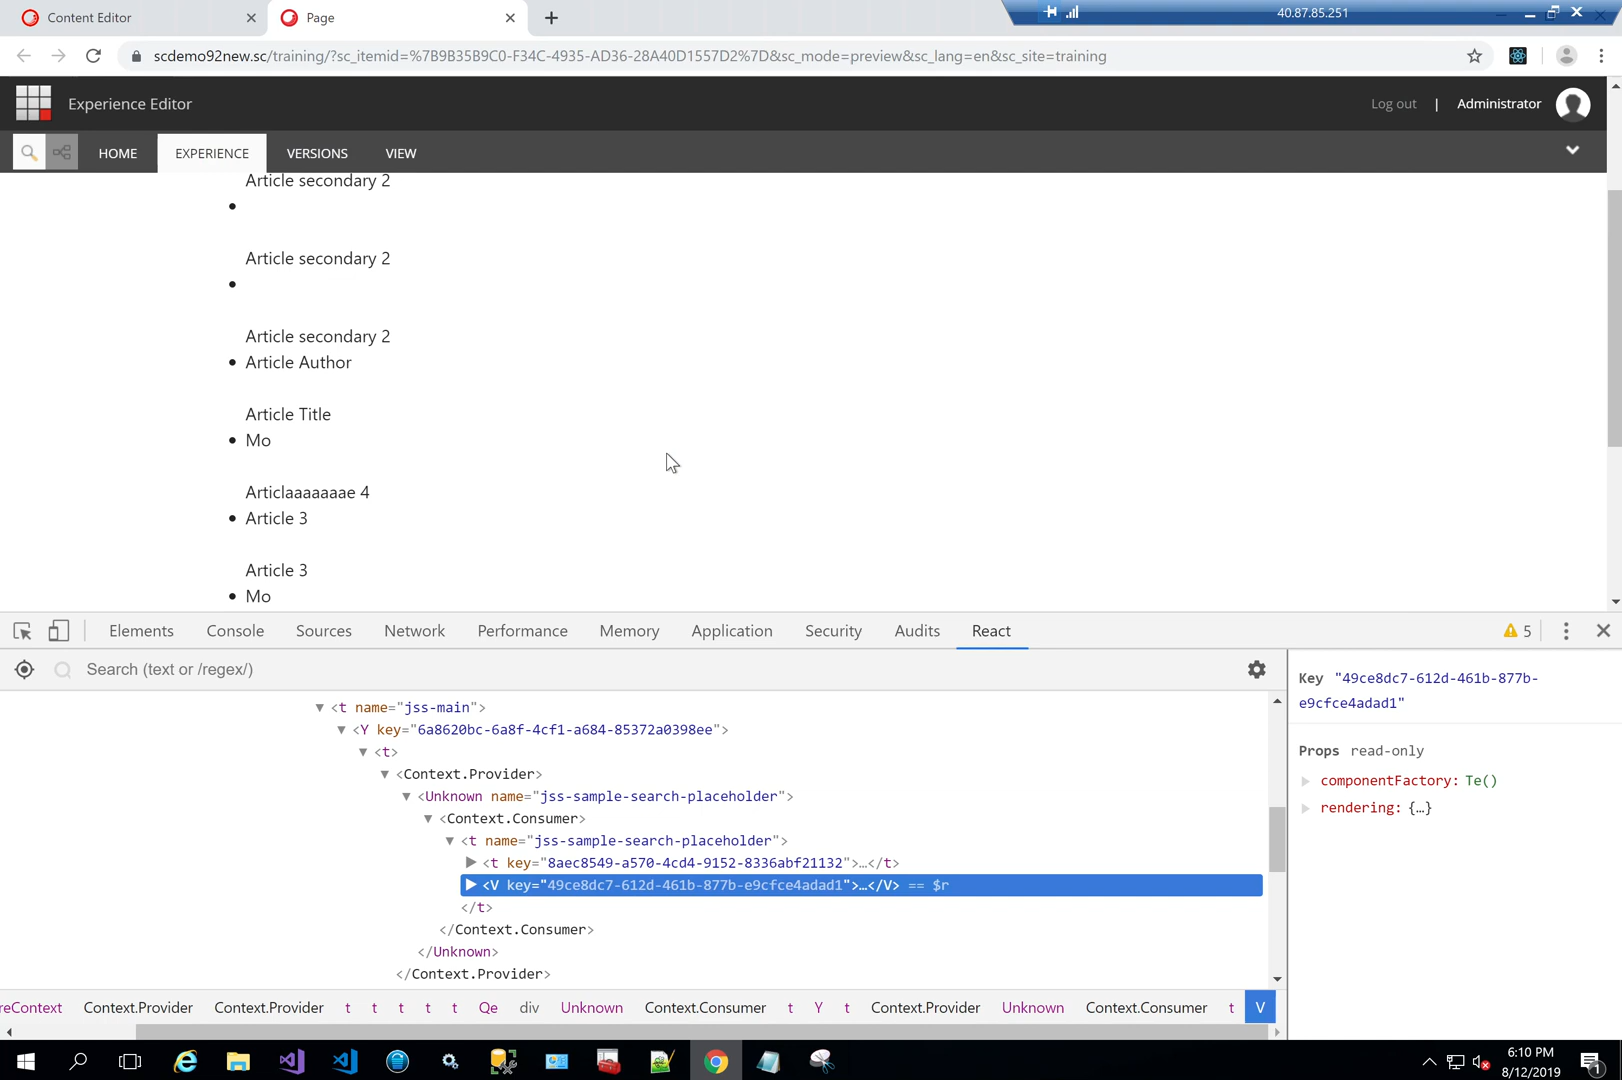 Content Editor
Page
40.87.85.251
scdemo92new.sc/training/?sc_itemid=%7B9B35B9C0-F34C-4935-AD36-28A40D1557D2%7D&sc_mode=preview&sc_lang=en&sc_site=training
Experience Editor
Log out | Administrator
HOME EXPERIENCE VERSIONS VIEW
Article secondary 2
Article secondary 2
Article secondary 2
Article Author
Article Title
Mo
Articlaaaaaaae 4
Article 3
Article 3
Mo
Elements Console Sources Network Performance Memory Application Security Audits React 5
Search (text or /regex/)
<t name="jss-main">
<Y key="6a8620bc-6a8f-4cf1-a684-85372a0398ee">
<t>
<Context.Provider>
<Unknown name="jss-sample-search-placeholder">
<Context.Consumer>
<t name="jss-sample-search-placeholder">
<t key="8aec8549-a570-4cd4-9152-8336abf21132">…</t>
<V key="49ce8dc7-612d-461b-877b-e9cfce4adad1">…</V> == $r
</t>
</Context.Consumer>
</Unknown>
</Context.Provider>
Key "49ce8dc7-612d-461b-877b-
e9cfce4adad1"
Props read-only
componentFactory: Te()
rendering: {…}
reContext Context.Provider Context.Provider t t t t t Qe div Unknown Context.Consumer t Y t Context.Provider Unknown Context.Consumer t V
6:10 PM
8/12/2019
1